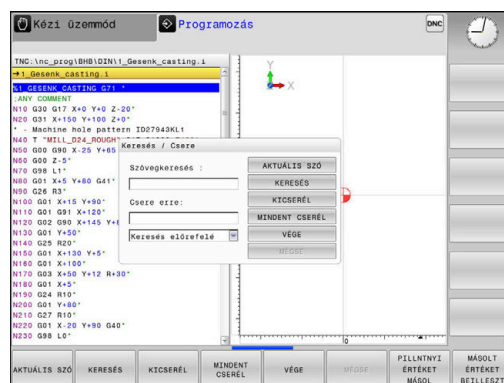 Kézi üzemmód
Programozás
DNC
TNC:\nc_prog\BHB\DIN\1_Gesenk_casting.i
→1_Gesenk_casting.i
%1_GESENK_CASTING G71 *
;ANY COMMENT
N10 G30 G17 X+0 Y+0 Z-20*
N20 G31 X+150 Y+100 Z+0*
* - Machine hole pattern ID27943KL1
N40 T "MILL_D24_ROUGH"
N50 G00 G90 X-25 Y+65
N60 G00 Z-5*
N70 G98 L1*
N80 G01 X+5 Y+80 G41*
N90 G26 R3*
N100 G01 X+15 Y+90*
N110 G01 G91 X+120*
N120 G02 G90 X+145 Y+
N130 G01 Y+50*
N140 G25 R20*
N150 G01 X+130 Y+5*
N160 G01 X+100*
N170 G03 X+50 Y+12 R+30*
N180 G01 X+5*
N190 G24 R10*
N200 G01 Y+80*
N210 G27 R10*
N220 G01 X-20 Y+90 G40*
N230 G98 L0*
Y
X
0
Keresés / Csere
Szövegkeresés :
Csere erre:
Keresés előrefelé
AKTUÁLIS SZÓ
KERESÉS
KICSERÉL
MINDENT CSERÉL
VÉGE
MÉGSE
AKTUÁLIS SZÓ
KERESÉS
KICSERÉL
MINDENT
CSERÉL
VÉGE
MÉGSE
PILLNTNYI
ÉRTÉKET
MÁSOL
MÁSOLT
ÉRTÉKET
BEILLESZT